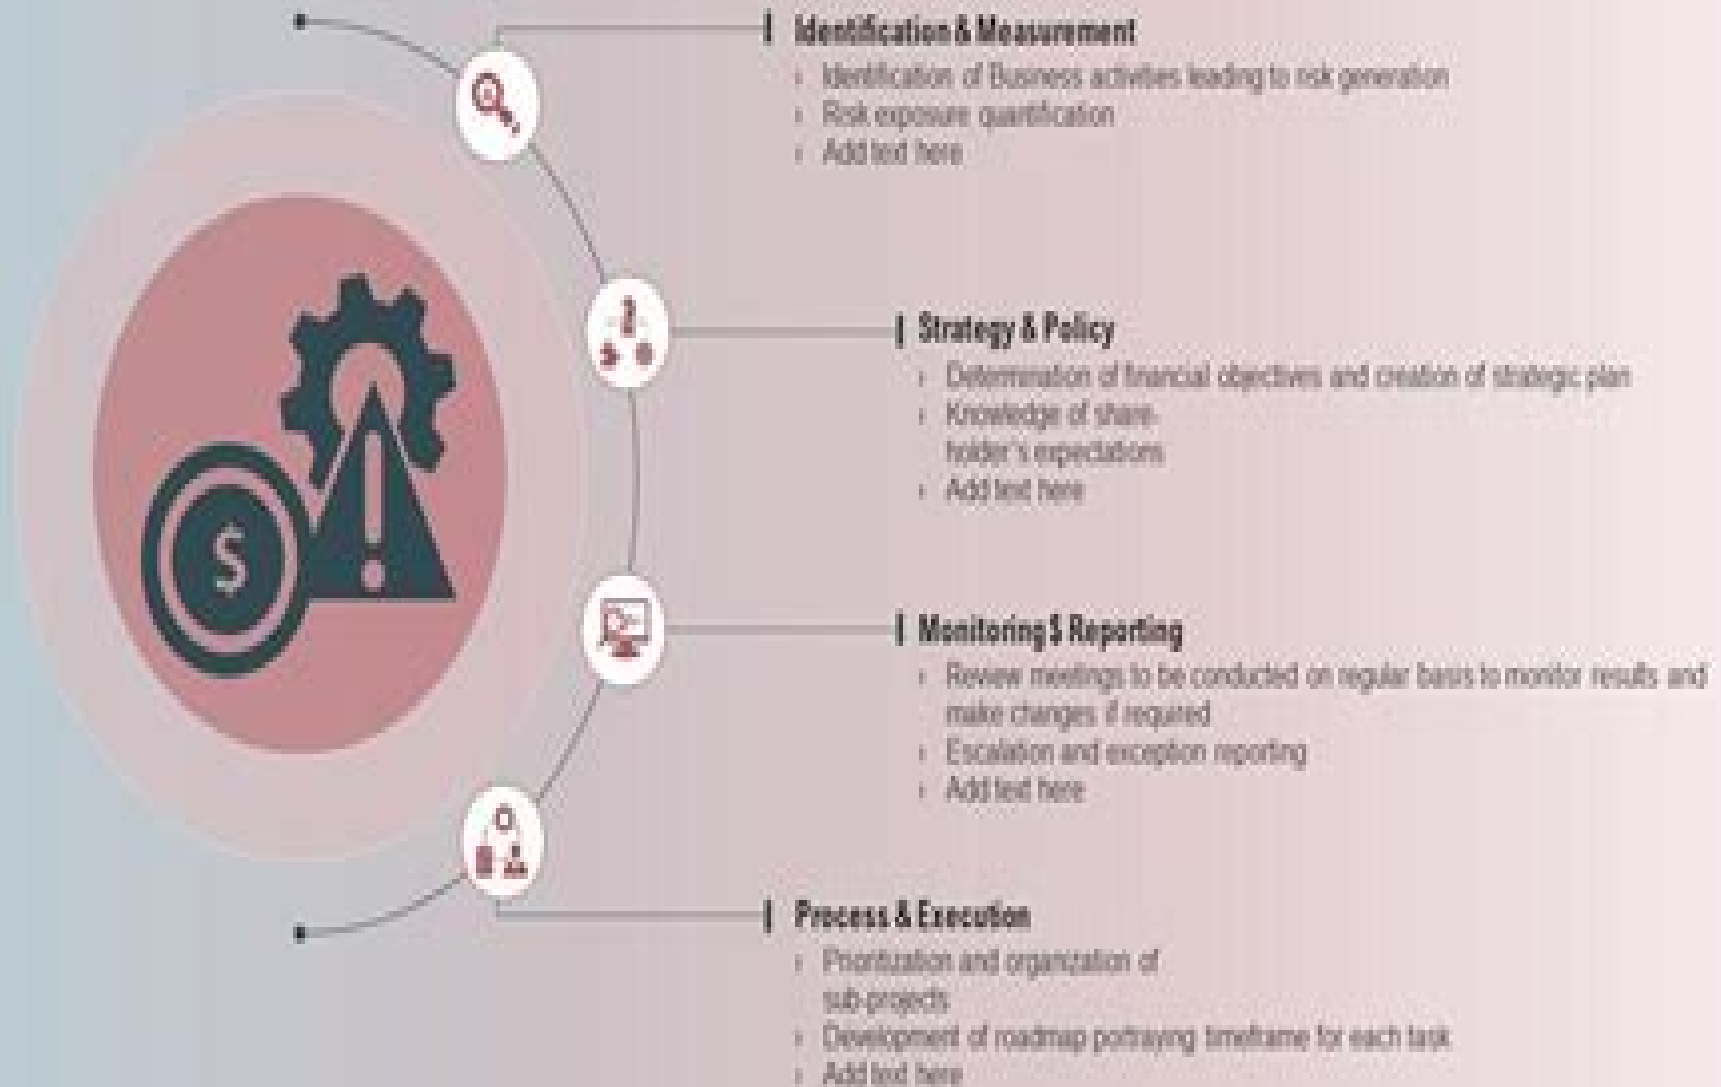 Identification & Measurement
› Identification of Business activities leading to risk generation
› Risk exposure quantification
› Add text here
Strategy & Policy
› Determination of financial objectives and creation of strategic plan
› Knowledge of share-
holder's expectations
› Add text here
$
Monitoring $ Reporting
› Review meetings to be conducted on regular basis to monitor results and
make changes if required
› Escalation and exception reporting
› Add text here
Process & Execution
› Prioritization and organization of
sub-projects
› Development of roadmap portraying timeframe for each task
› Add text here